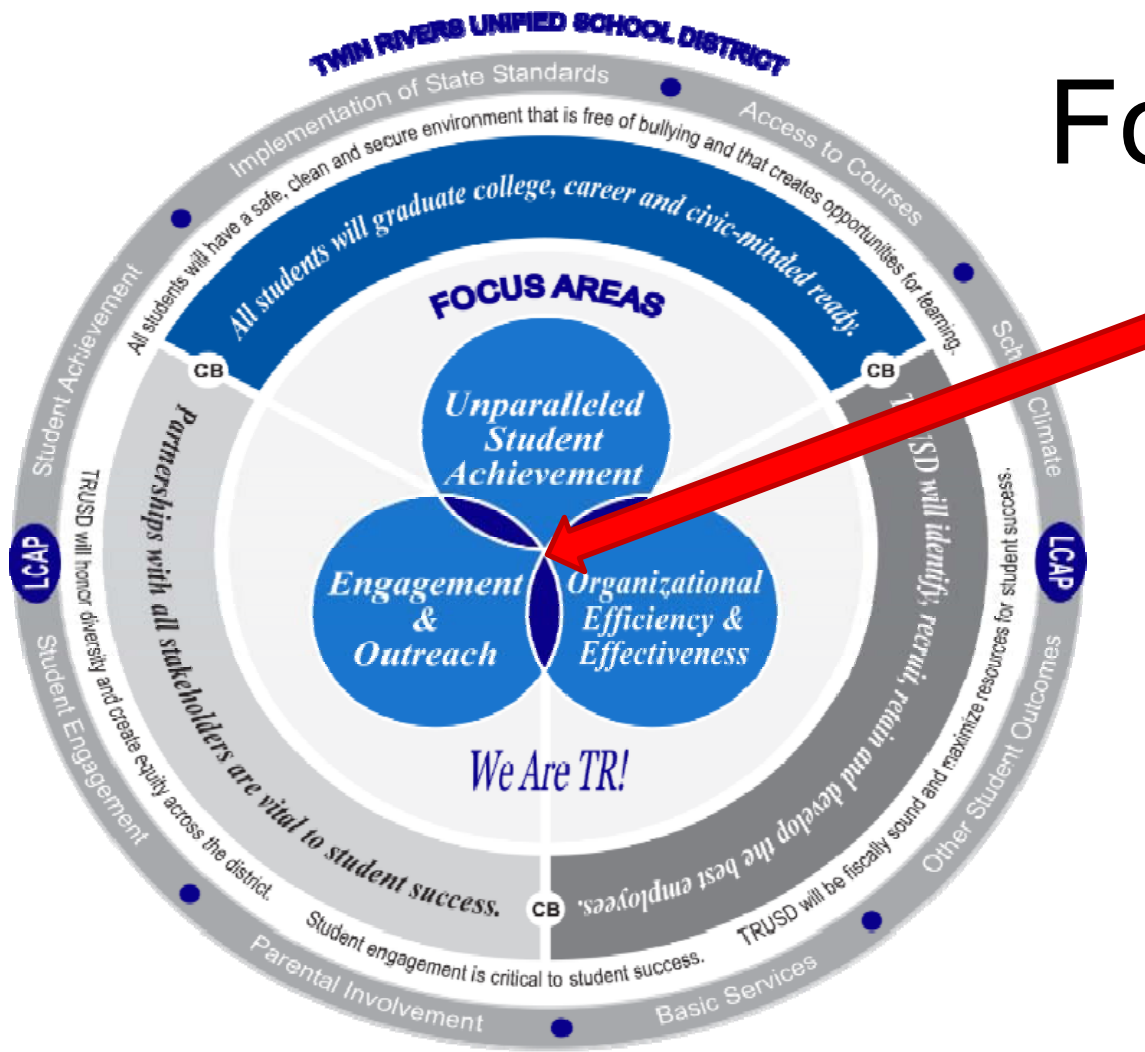 TWIN RIVERS UNIFIED SCHOOL DISTRICT
Fo
Implementation of State Standards
Access to Courses
Sch Climate
Other Student Outcomes
Basic Services
Parental Involvement
Student Engagement
Student Achievement
LCAP
LCAP
All students will have a safe, clean and secure environment that is free of bullying and that creates opportunities for learning.
TRUSD will be fiscally sound and maximize resources for student success.
Student engagement is critical to student success.
TRUSD will honor diversity and create equity across the district.
All students will graduate college, career and civic-minded ready.
TRUSD will identify, recruit, retain and develop the best employees.
Partnerships with all stakeholders are vital to student success.
CB
CB
CB
FOCUS AREAS
Unparalleled
Student
Achievement
Engagement
&
Outreach
Organizational
Efficiency &
Effectiveness
We Are TR!